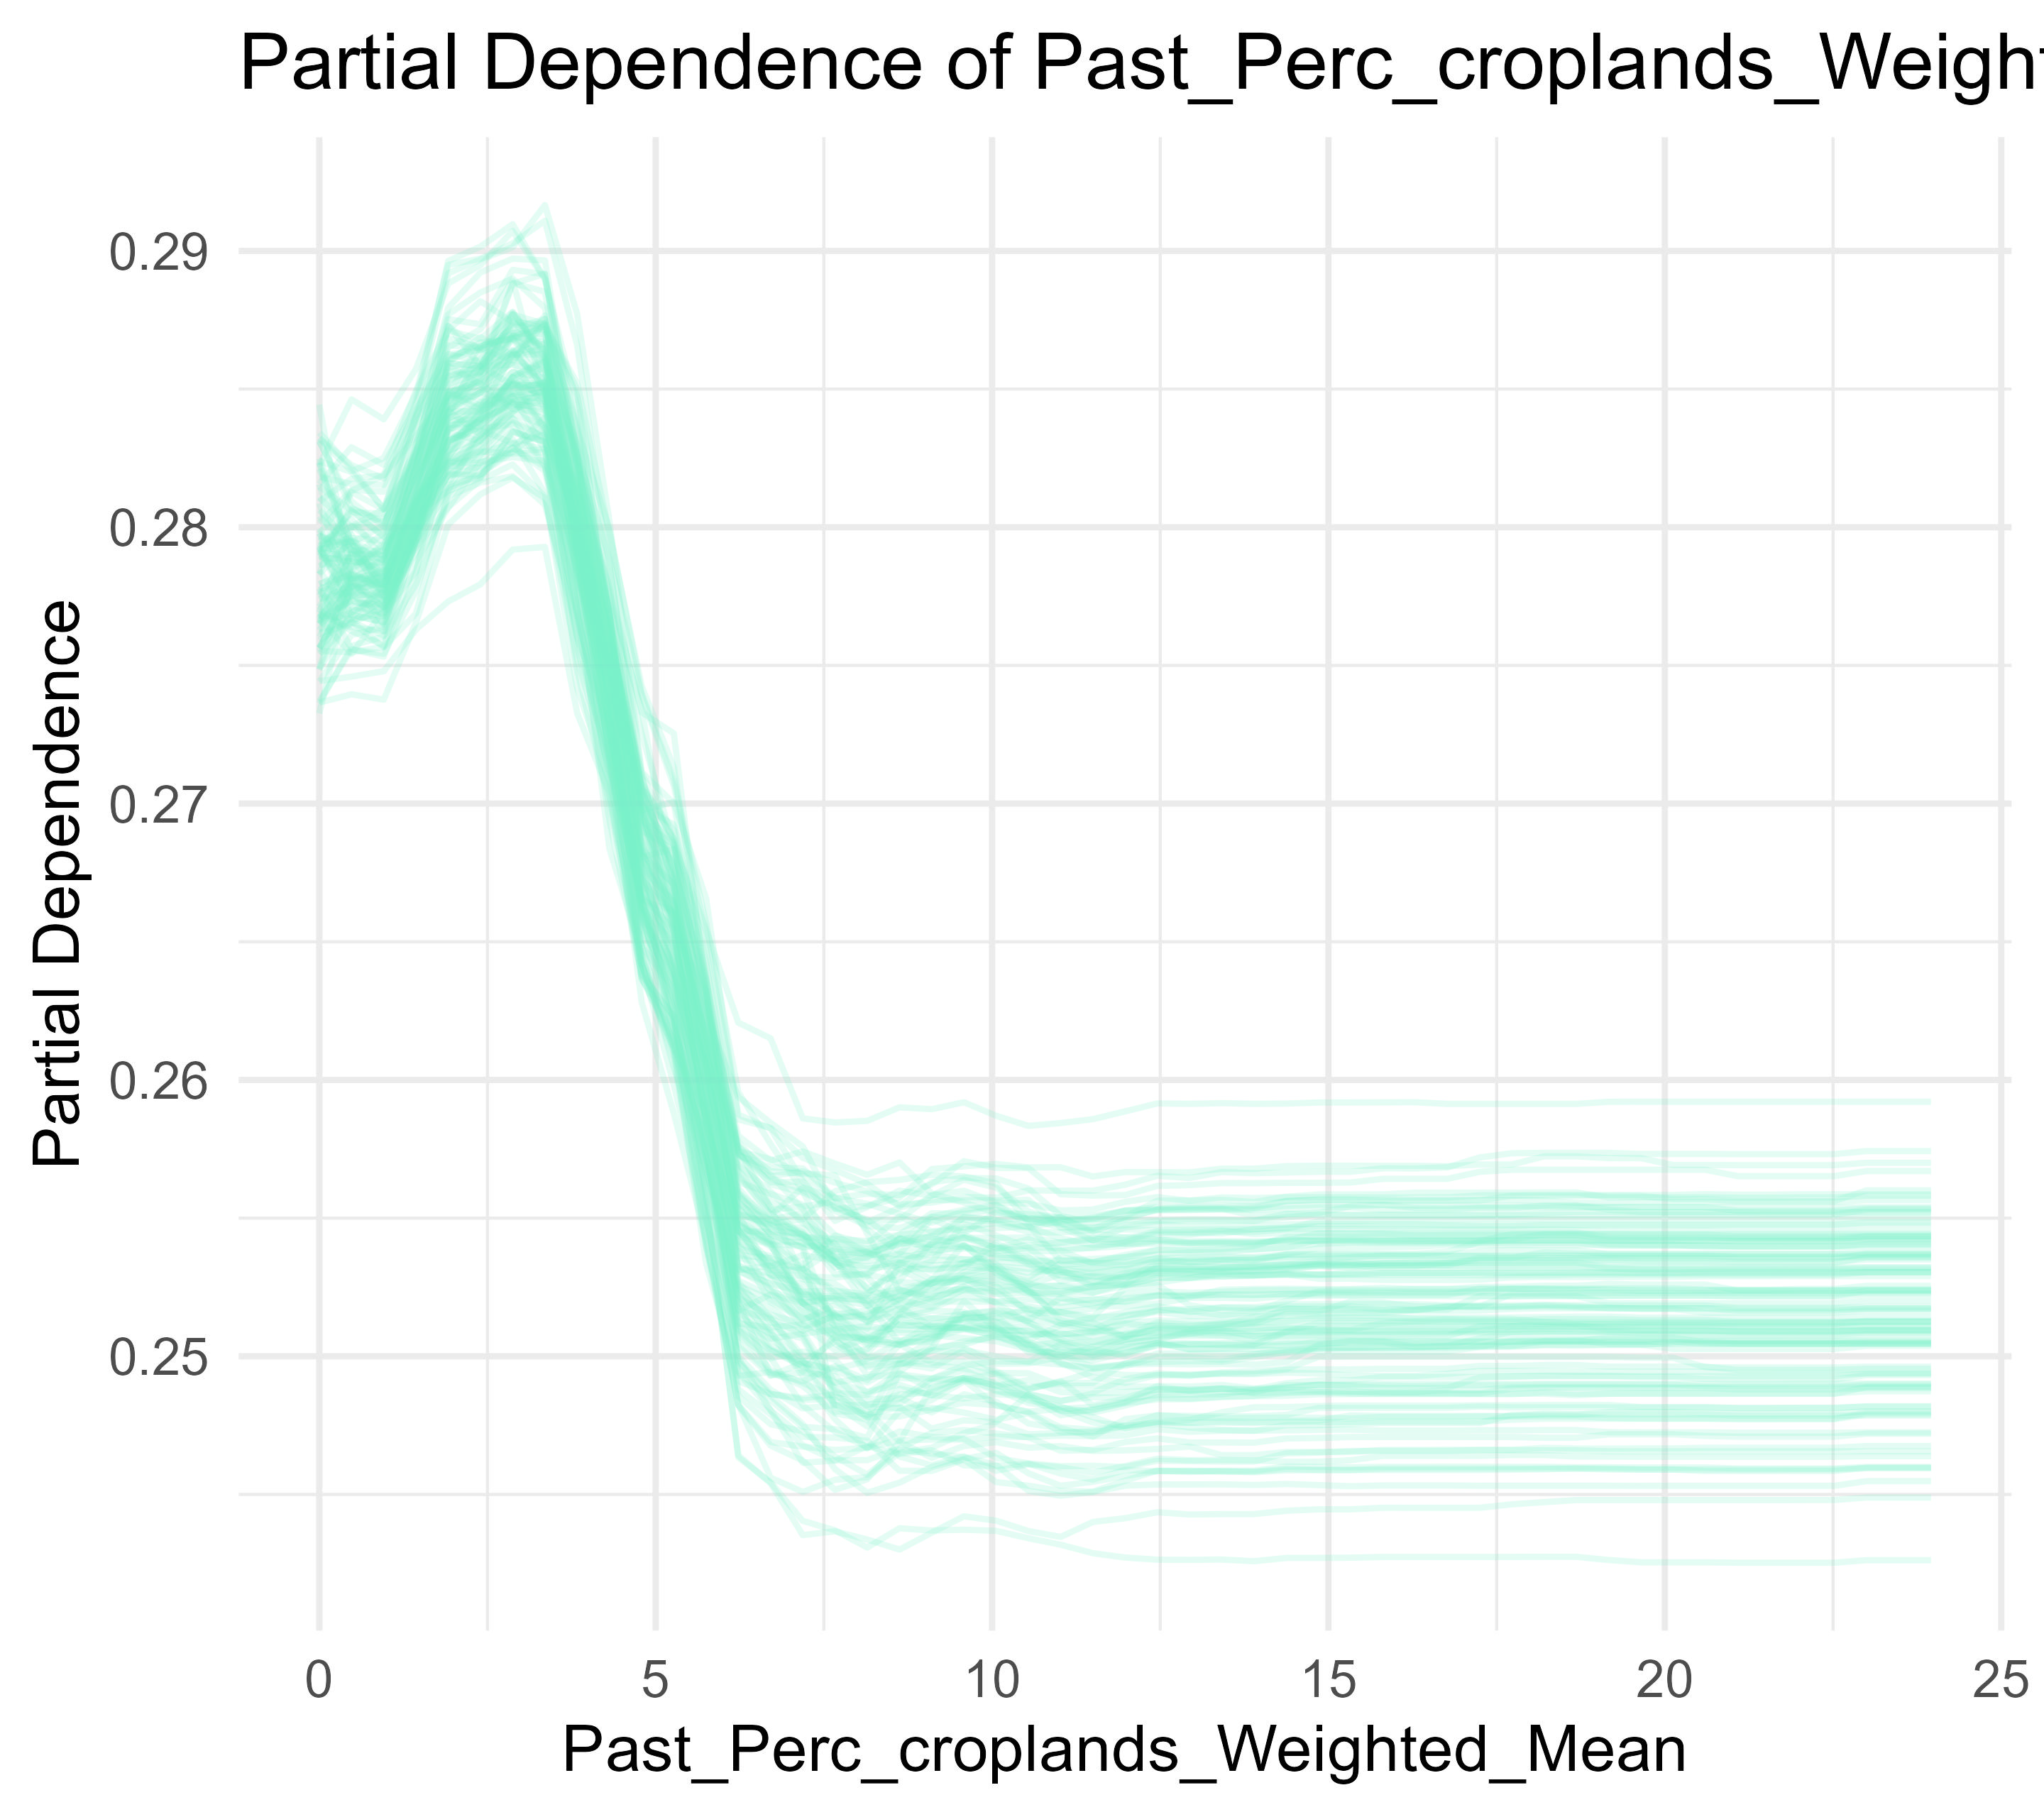 Partial Dependence of Past_Perc_croplands_Weigh
Partial Dependence
0.29
0.28
0.27
0.26
0.25
0 5 10 15 20 25
Past_Perc_croplands_Weighted_Mean